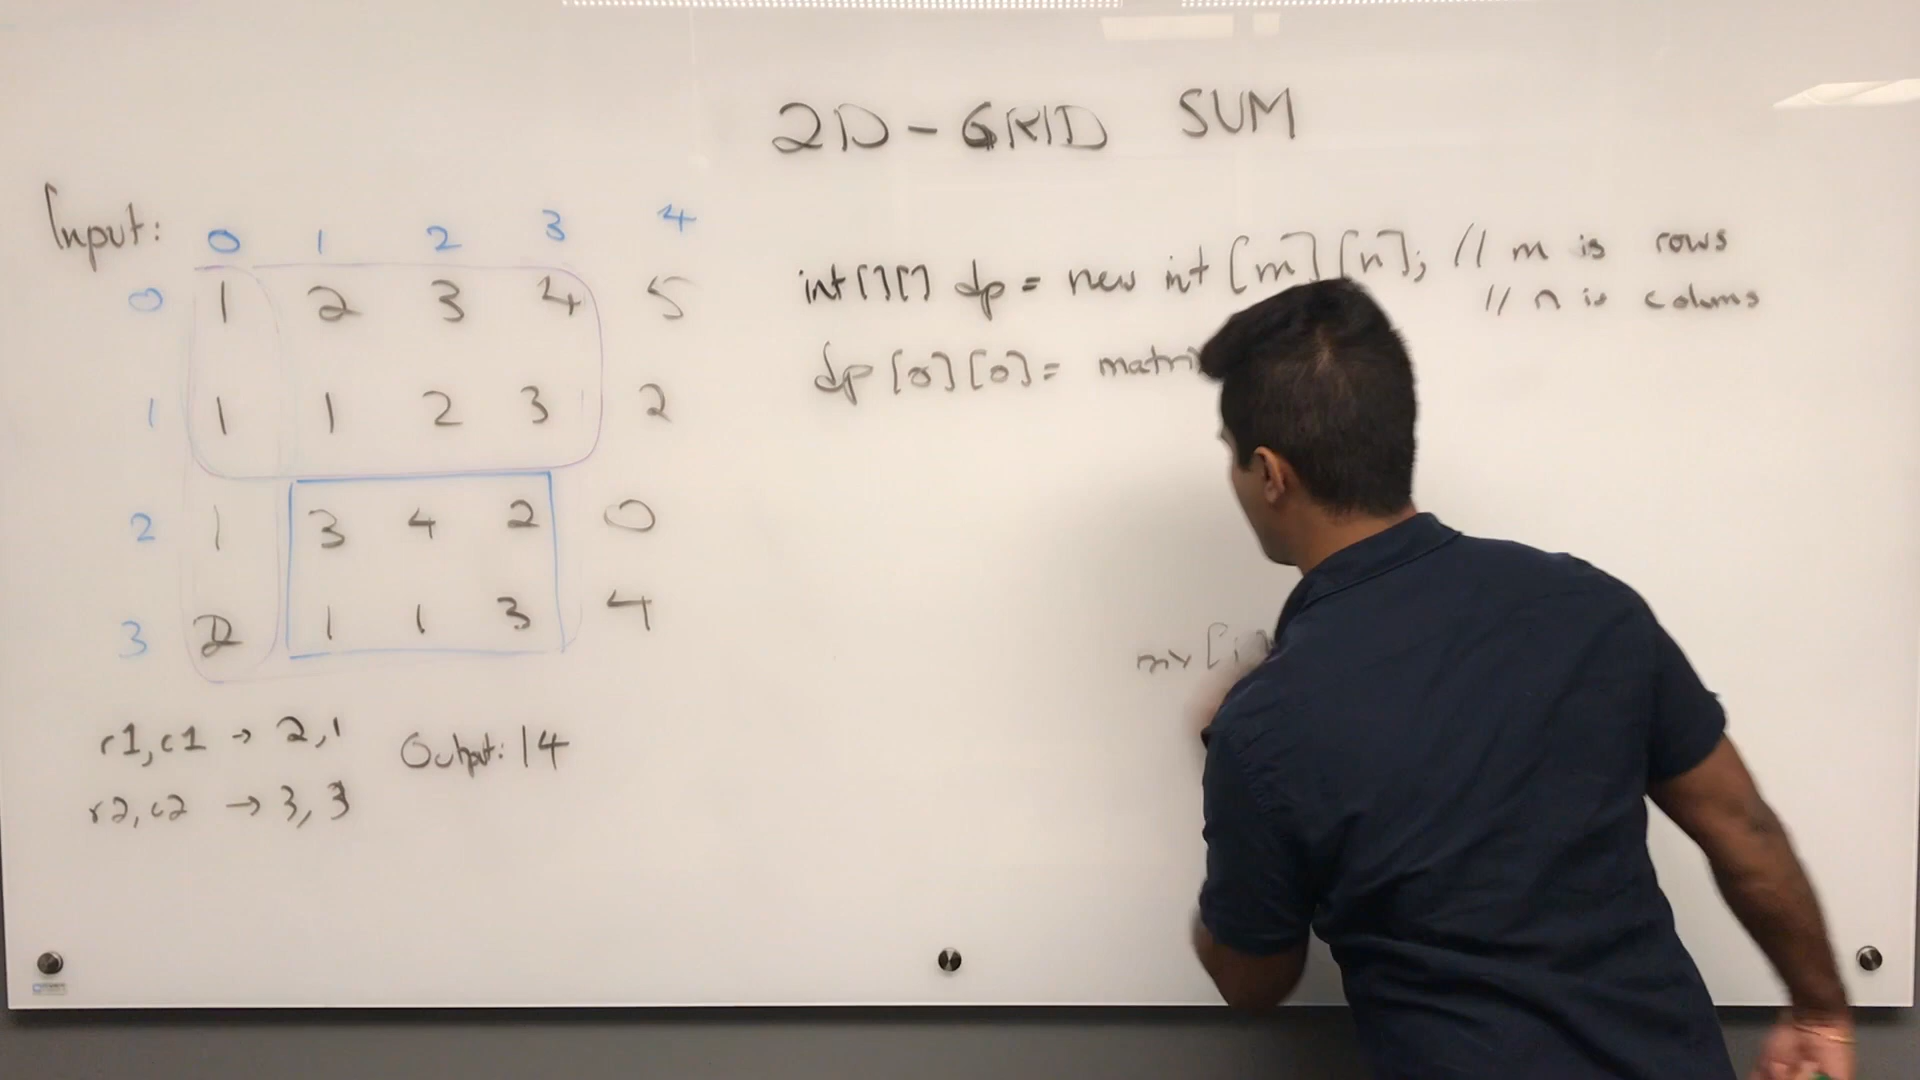 2D-GRID SUM
Input:
0 1 2 3 4
0 1 2 3 4 5
1 1 1 2 3 2
2 1 3 4 2 0
3 2 1 1 3 4
r1,c1 → 2,1
r2,c2 → 3,3
Output: 14
int[][] dp = new int [m][n]; // m is rows
// n is colums
dp[0][0]= matri